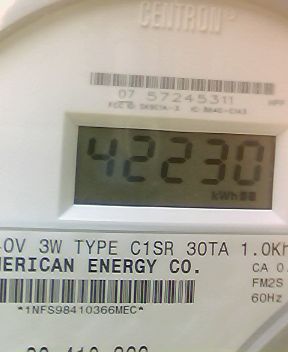 CENTRON
07 57245311
42230
kWh
0V 3W TYPE C1SR 30TA 1.0Kh
MERICAN ENERGY CO.
CA 0.
FM2S
60Hz
*1NFS98410366MEC*